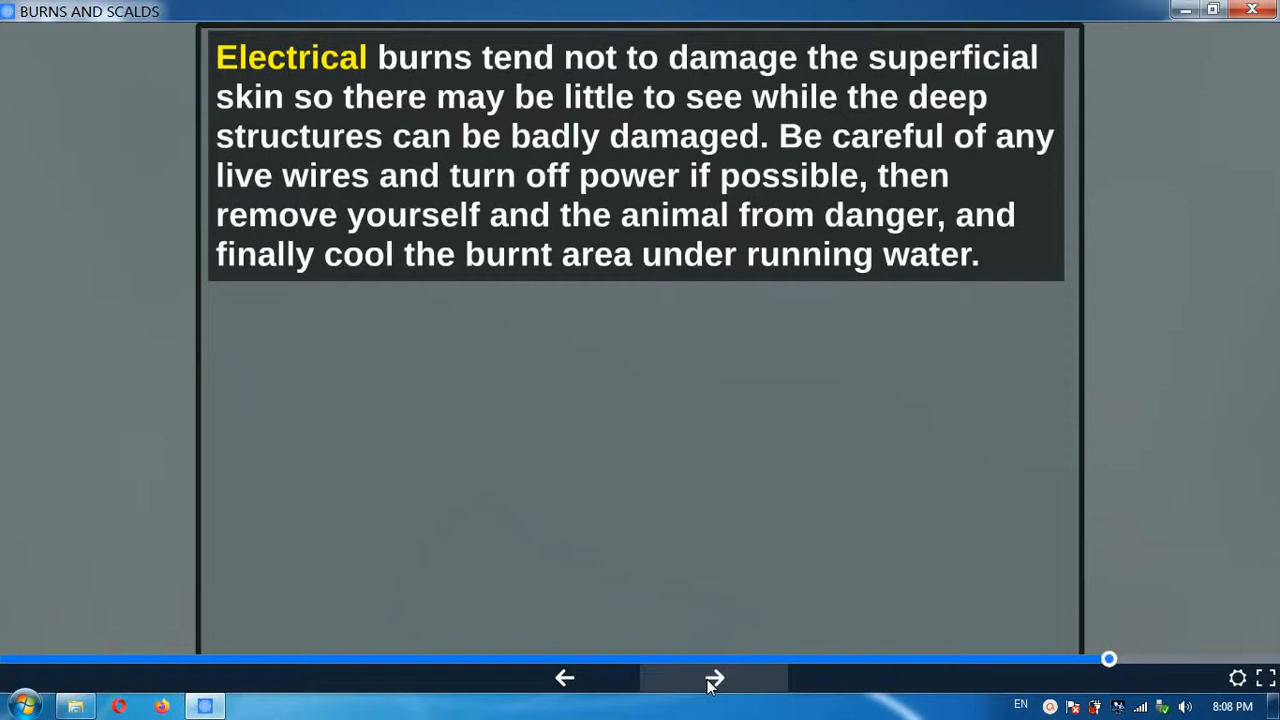 BURNS AND SCALDS
Electrical burns tend not to damage the superficial
skin so there may be little to see while the deep
structures can be badly damaged. Be careful of any
live wires and turn off power if possible, then
remove yourself and the animal from danger, and
finally cool the burnt area under running water.
EN
8:08 PM